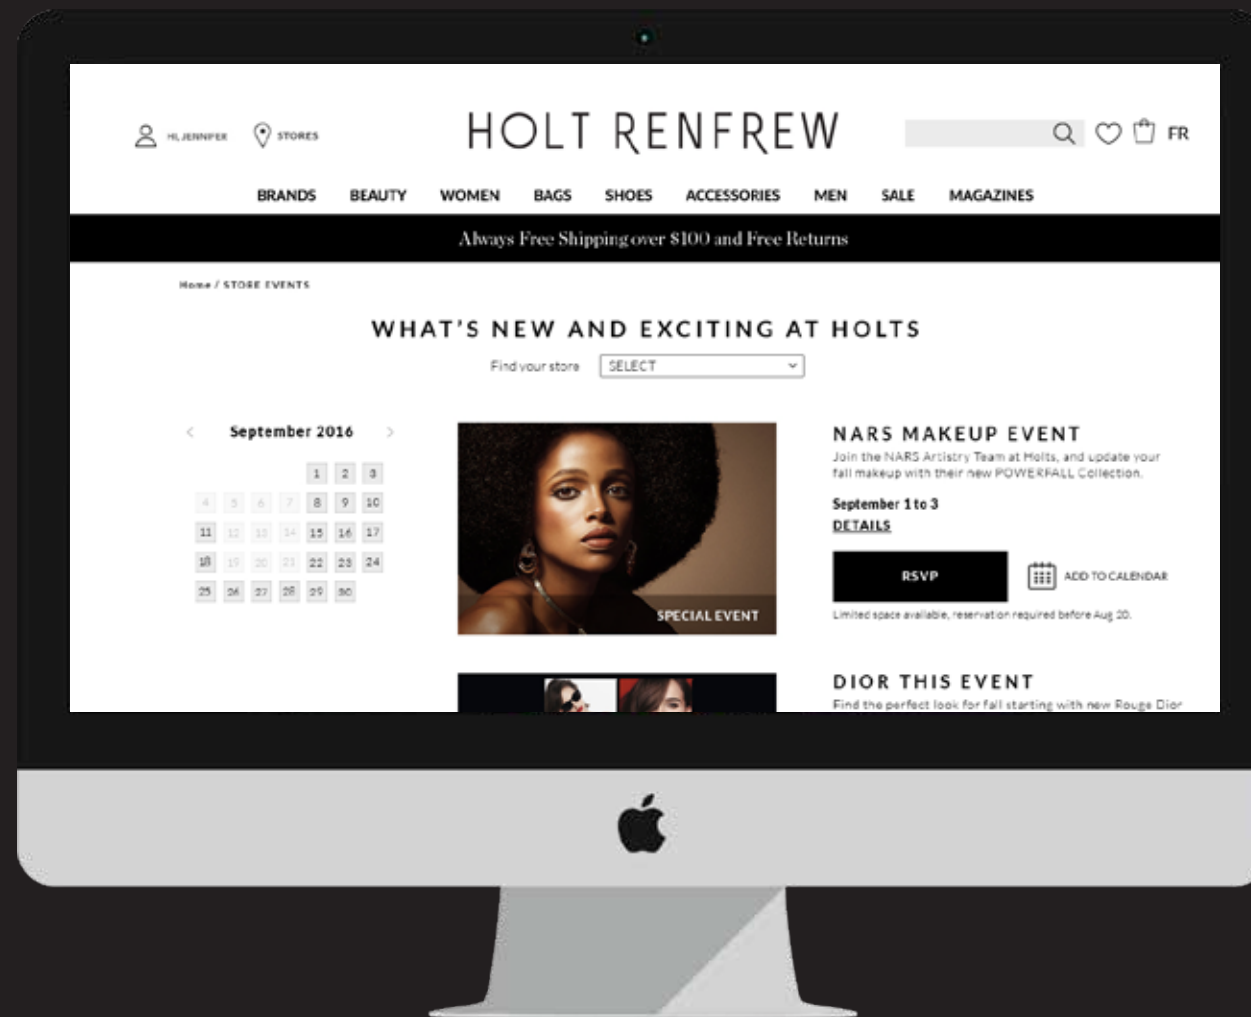 HI, JENNIFER
STORES
HOLT RENFREW
FR
BRANDS BEAUTY WOMEN BAGS SHOES ACCESSORIES MEN SALE MAGAZINES
Always Free Shipping over $100 and Free Returns
Home / STORE EVENTS
WHAT'S NEW AND EXCITING AT HOLTS
Find your store SELECT
< September 2016 >
1 2 3
4 5 6 7 8 9 10
11 12 13 14 15 16 17
18 19 20 21 22 23 24
25 26 27 28 29 30
SPECIAL EVENT
NARS MAKEUP EVENT
Join the NARS Artistry Team at Holts, and update your
fall makeup with their new POWERFALL Collection.
September 1 to 3
DETAILS
RSVP
ADD TO CALENDAR
Limited space available, reservation required before Aug 20.
DIOR THIS EVENT
Find the perfect look for fall starting with new Rouge Dior